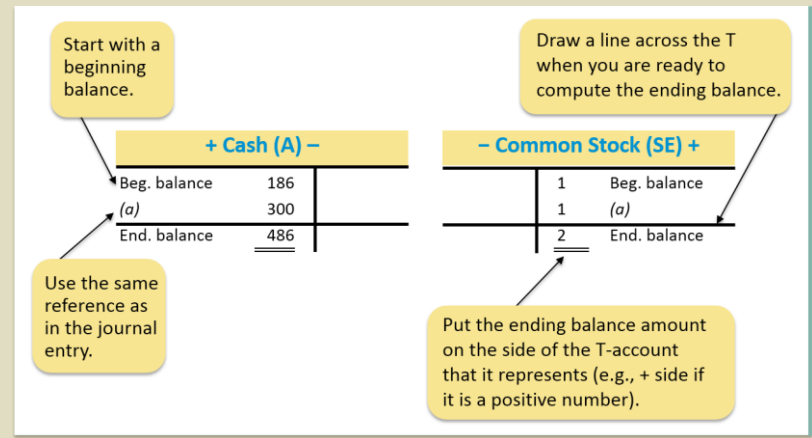 Start with a
beginning
balance.
Draw a line across the T
when you are ready to
compute the ending balance.
+ Cash (A) –
Beg. balance 186
(a) 300
End. balance 486
– Common Stock (SE) +
1 Beg. balance
1 (a)
2 End. balance
Use the same
reference as
in the journal
entry.
Put the ending balance amount
on the side of the T-account
that it represents (e.g., + side if
it is a positive number).